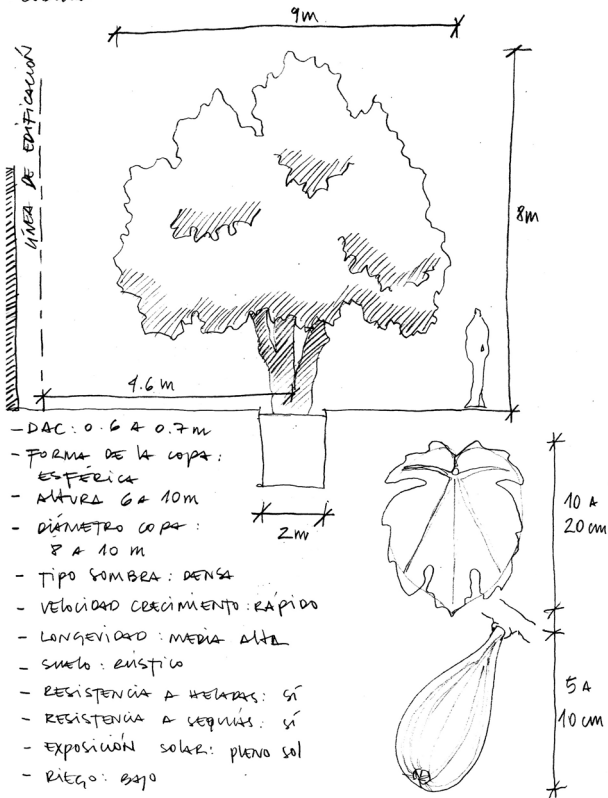 9m
LÍNEA DE EDIFICACIÓN
8m
4.6 m
2m
- DAC: 0.6 A 0.7 m
- FORMA DE LA COPA:
ESFÉRICA
- ALTURA 6 A 10m
- DIÁMETRO COPA:
8 A 10 m
- TIPO SOMBRA: DENSA
- VELOCIDAD CRECIMIENTO: RÁPIDO
- LONGEVIDAD: MEDIA ALTA
- SUELO: RÚSTICO
- RESISTENCIA A HELADAS: SÍ
- RESISTENCIA A SEQUÍAS: SÍ
- EXPOSICIÓN SOLAR: PLENO SOL
- RIEGO: BAJO
10 A
20 cm
5 A
10 cm